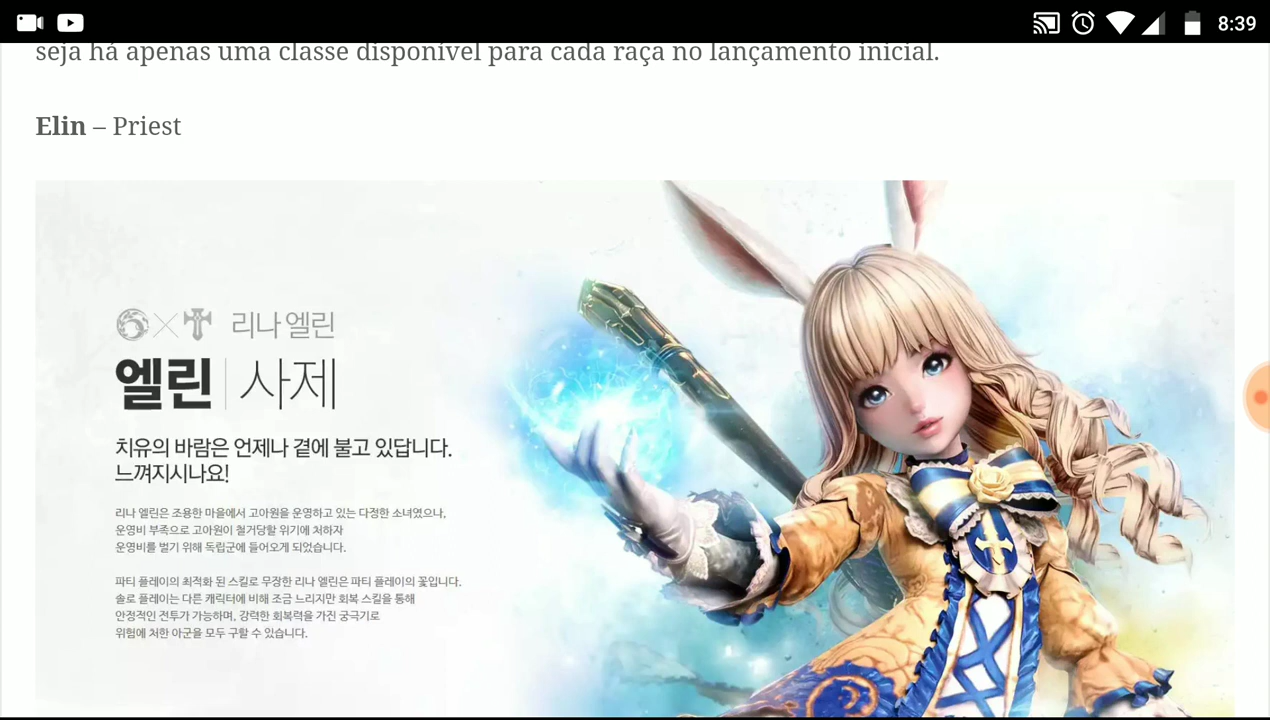 8:39
seja há apenas uma classe disponível para cada raça no lançamento inicial.
Elin – Priest
리나 엘린
엘린 | 사제
치유의 바람은 언제나 곁에 불고 있답니다.
느껴지시나요!
리나 엘린은 조용한 마을에서 고아원을 운영하고 있는 다정한 소녀였으나,
운영비 부족으로 고아원이 철거당할 위기에 처하자
운영비를 벌기 위해 독립군에 들어오게 되었습니다.
파티 플레이의 최적화 된 스킬로 무장한 리나 엘린은 파티 플레이의 꽃입니다.
솔로 플레이는 다른 캐릭터에 비해 조금 느리지만 회복 스킬을 통해
안정적인 전투가 가능하며, 강력한 회복력을 가진 궁극기로
위험에 처한 아군을 모두 구할 수 있습니다.